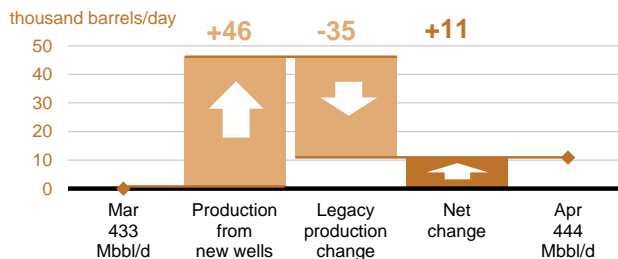 thousand barrels/day
+46 -35 +11
50
40
30
20
10
0
Mar Production Legacy Net Apr
433 from production change 444
Mbbl/d new wells change Mbbl/d